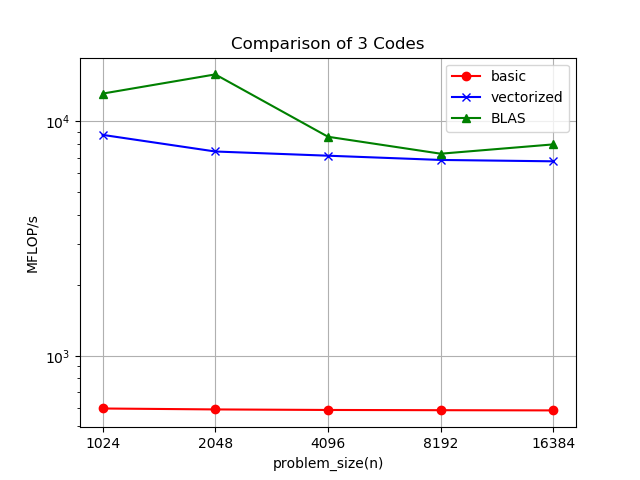 Comparison of 3 Codes
basic
vectorized
BLAS
MFLOP/s
10⁴
10³
1024 2048 4096 8192 16384
problem_size(n)